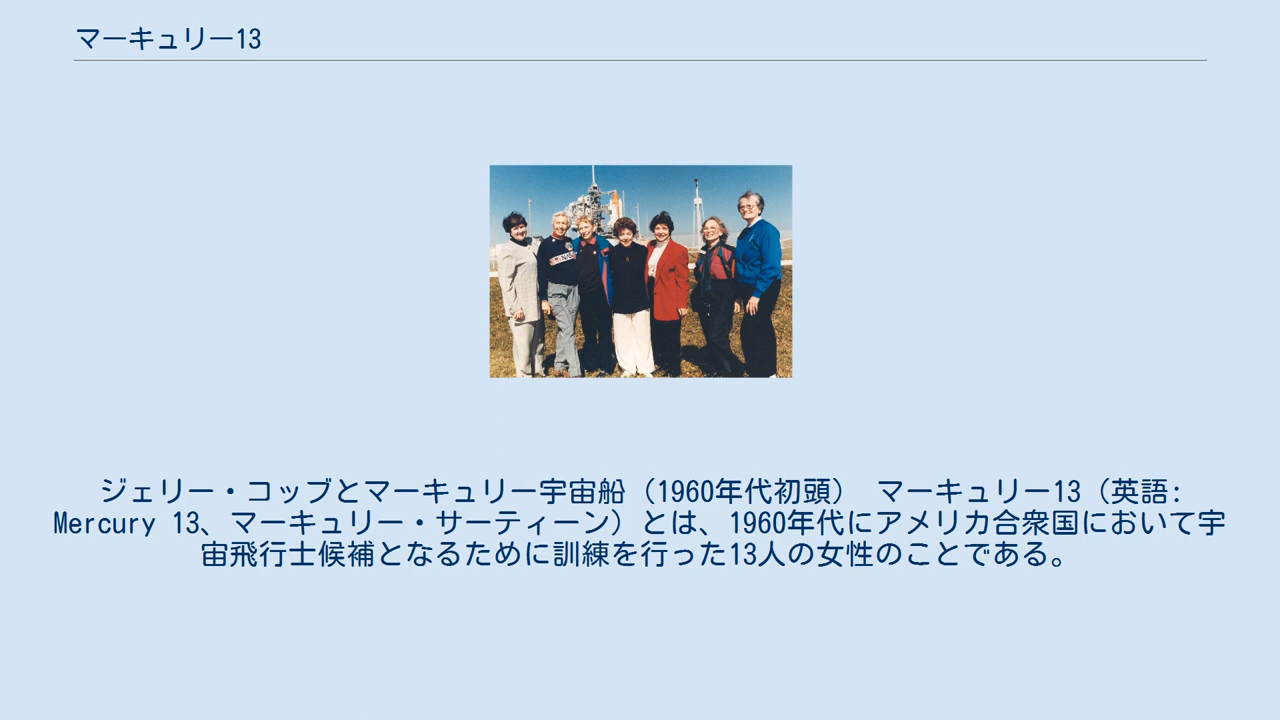 マーキュリー13
ジェリー・コッブとマーキュリー宇宙船（1960年代初頭） マーキュリー13（英語:
Mercury 13、マーキュリー・サーティーン）とは、1960年代にアメリカ合衆国において宇
宙飛行士候補となるために訓練を行った13人の女性のことである。